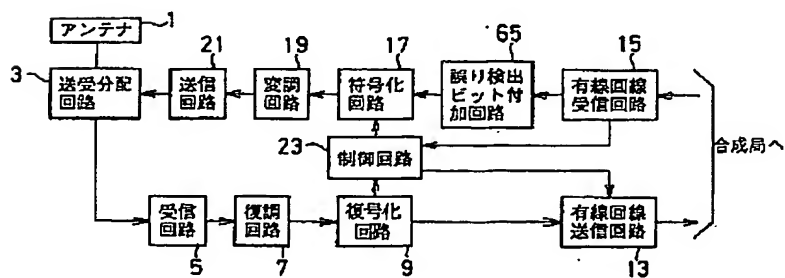 アンテナ
1
3
送受分配
回路
21
送信
回路
19
変調
回路
17
符号化
回路
65
誤り検出
ビット付
加回路
15
有線回線
受信回路
23
制御回路
合成局へ
受信
回路
5
復調
回路
7
復号化
回路
9
有線回線
送信回路
13